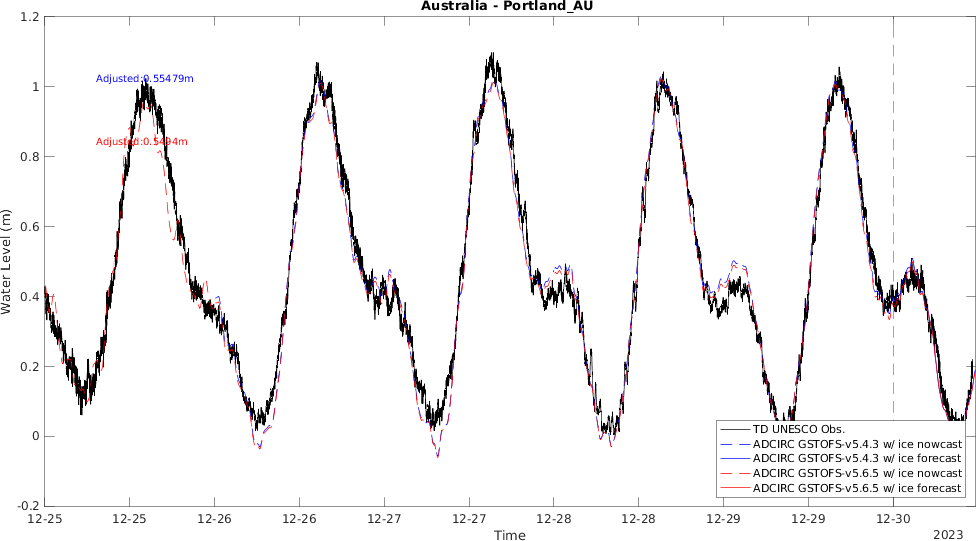 Australia - Portland_AU
Water Level (m)
1.2
1
0.8
0.6
0.4
0.2
0
-0.2
Adjusted:0.55479m
Adjusted:0.5494m
TD UNESCO Obs.
ADCIRC GSTOFS-v5.4.3 w/ ice nowcast
ADCIRC GSTOFS-v5.4.3 w/ ice forecast
ADCIRC GSTOFS-v5.6.5 w/ ice nowcast
ADCIRC GSTOFS-v5.6.5 w/ ice forecast
12-25 12-25 12-26 12-26 12-27 12-27 12-28 12-28 12-29 12-29 12-30
Time
2023